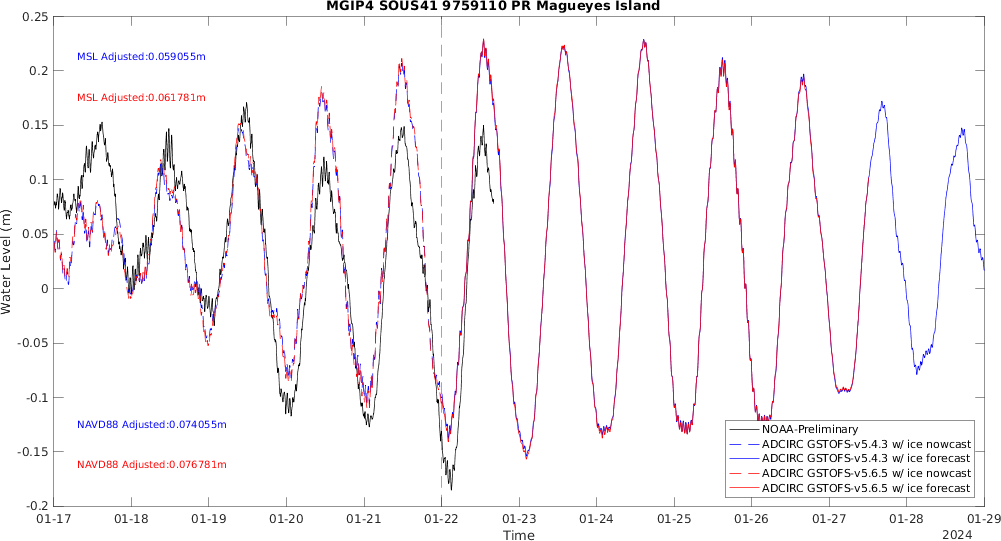 MGIP4 SOUS41 9759110 PR Magueyes Island
0.25
0.2
0.15
0.1
0.05
0
-0.05
-0.1
-0.15
-0.2
Water Level (m)
MSL Adjusted:0.059055m
MSL Adjusted:0.061781m
NAVD88 Adjusted:0.074055m
NAVD88 Adjusted:0.076781m
NOAA-Preliminary
ADCIRC GSTOFS-v5.4.3 w/ ice nowcast
ADCIRC GSTOFS-v5.4.3 w/ ice forecast
ADCIRC GSTOFS-v5.6.5 w/ ice nowcast
ADCIRC GSTOFS-v5.6.5 w/ ice forecast
01-17 01-18 01-19 01-20 01-21 01-22 01-23 01-24 01-25 01-26 01-27 01-28 01-29
Time
2024